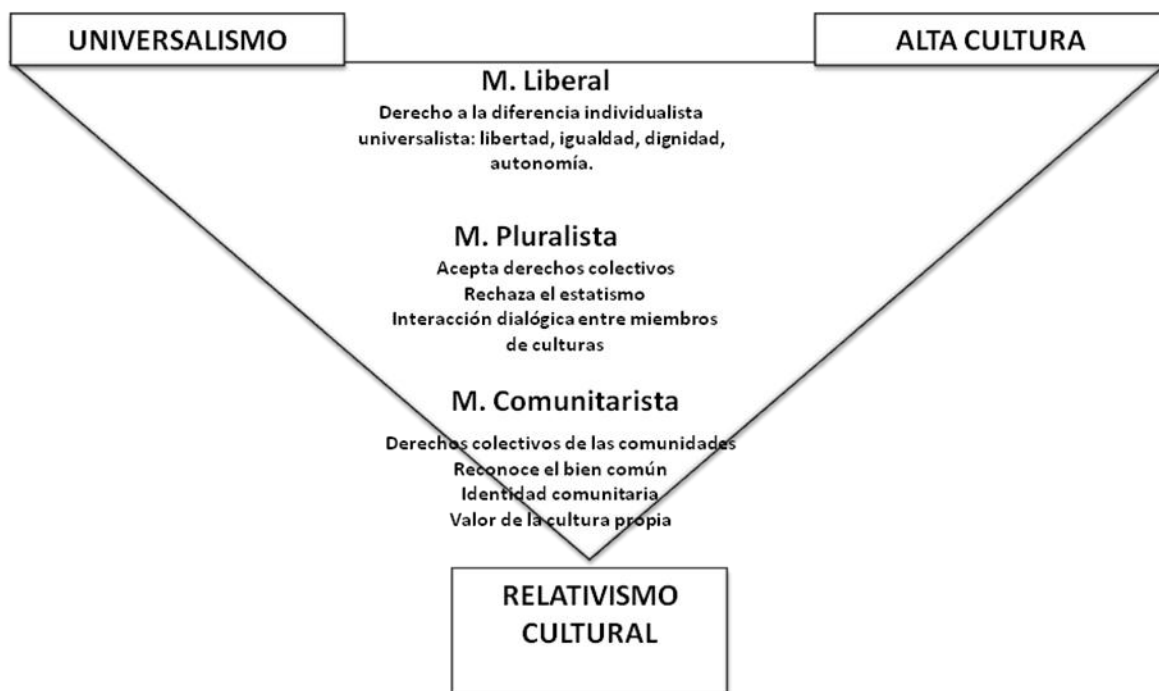 UNIVERSALISMO
ALTA CULTURA
M. Liberal
Derecho a la diferencia individualista
universalista: libertad, igualdad, dignidad,
autonomía.
M. Pluralista
Acepta derechos colectivos
Rechaza el estatismo
Interacción dialógica entre miembros
de culturas
M. Comunitarista
Derechos colectivos de las comunidades
Reconoce el bien común
Identidad comunitaria
Valor de la cultura propia
RELATIVISMO
CULTURAL